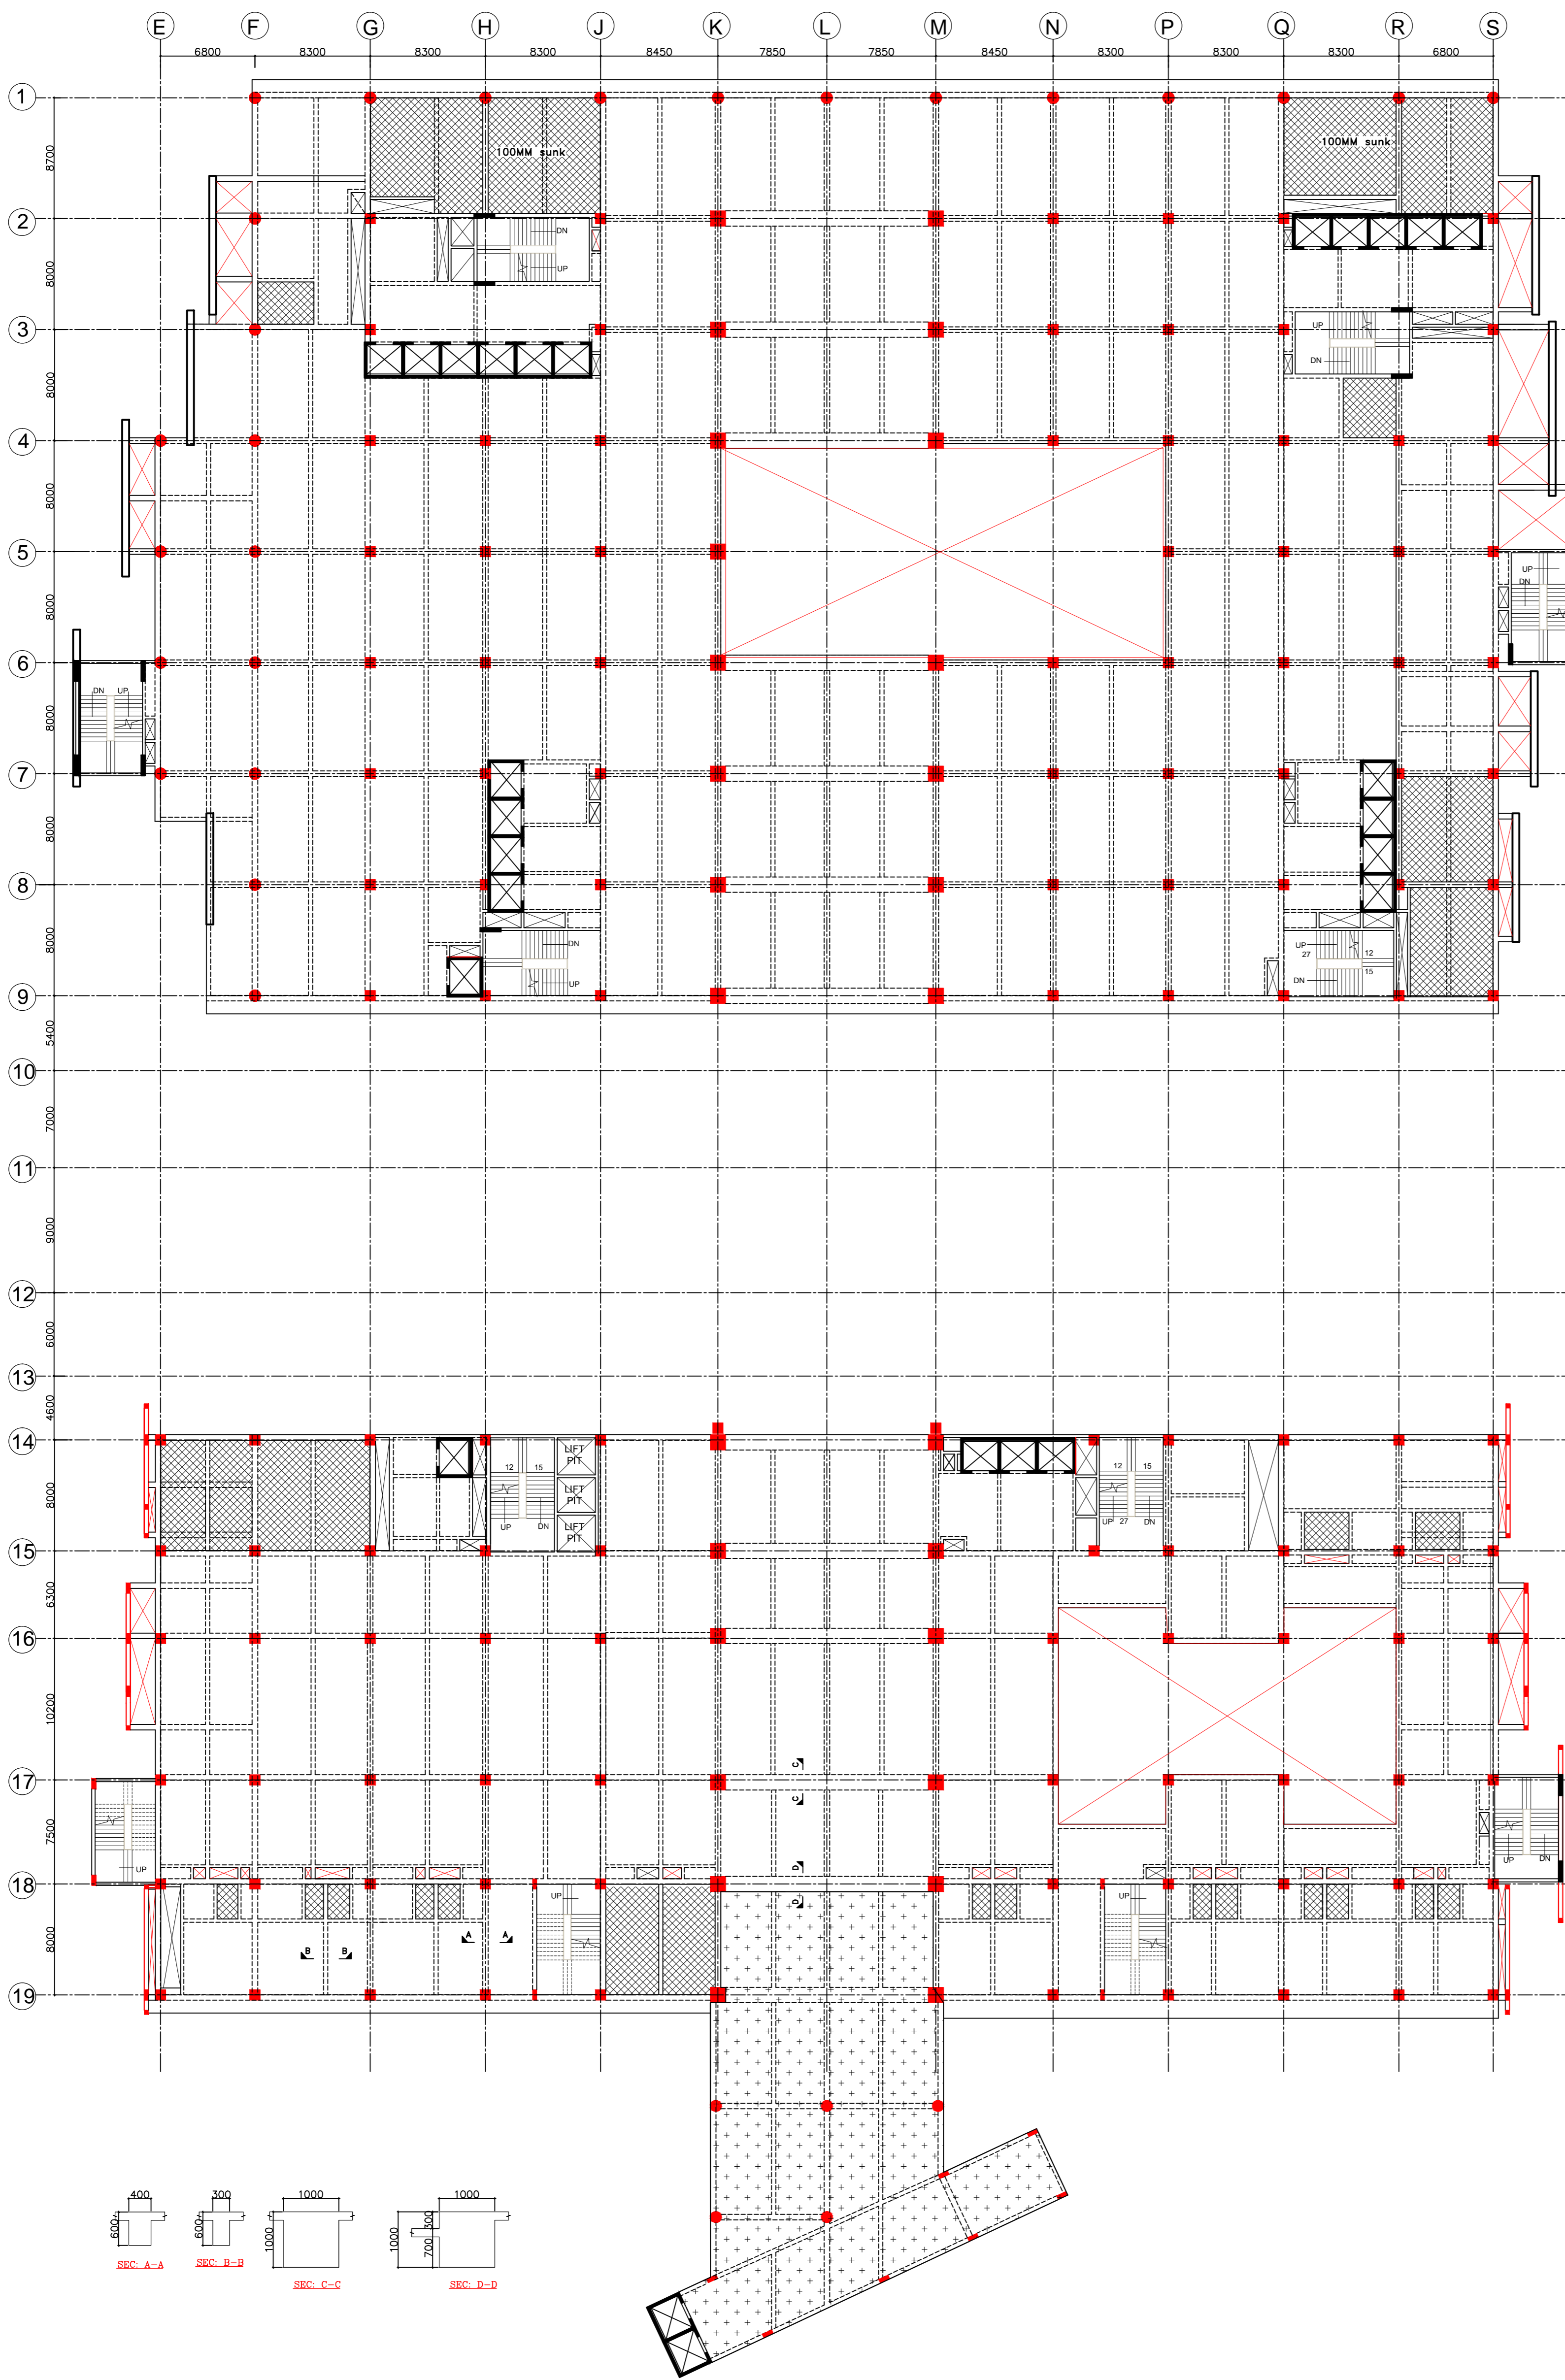 E F G H J K L M N P Q R S
6800 8300 8300 8300 8450 7850 7850 8450 8300 8300 8300 6800
1
8700
100MM sunk
100MM sunk
2
DN
UP
8000
3
UP
DN
8000
4
8000
5
UP
DN
8000
6
DN UP
8000
7
8000
8
8000
DN
UP
UP
27
12
15
DN
9
5400
10
7000
11
9000
12
6000
13
4600
14
LIFT
PIT
12 15
12 15
8000
LIFT
PIT
UP DN
UP 27 DN
LIFT
PIT
15
6300
16
10200
C
17
C
7500
UP
UP DN
D
18
UP
UP
D
8000
A A
B B
19
400
600
SEC: A-A
300
600
SEC: B-B
1000
1000
SEC: C-C
1000
1000
300
700
SEC: D-D